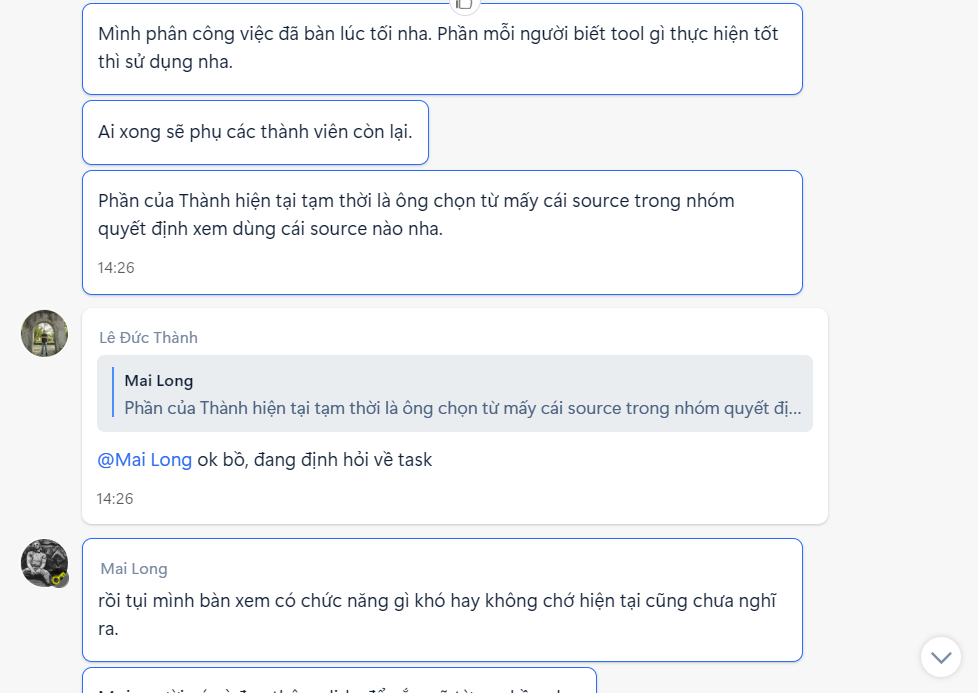 Mình phân công việc đã bàn lúc tối nha. Phần mỗi người biết tool gì thực hiện tốt
thì sử dụng nha.
Ai xong sẽ phụ các thành viên còn lại.
Phần của Thành hiện tại tạm thời là ông chọn từ mấy cái source trong nhóm
quyết định xem dùng cái source nào nha.
14:26
Lê Đức Thành
Mai Long
Phần của Thành hiện tại tạm thời là ông chọn từ mấy cái source trong nhóm quyết đị...
@Mai Long ok bồ, đang định hỏi về task
14:26
Mai Long
rồi tụi mình bàn xem có chức năng gì khó hay không chớ hiện tại cũng chưa nghĩ
ra.